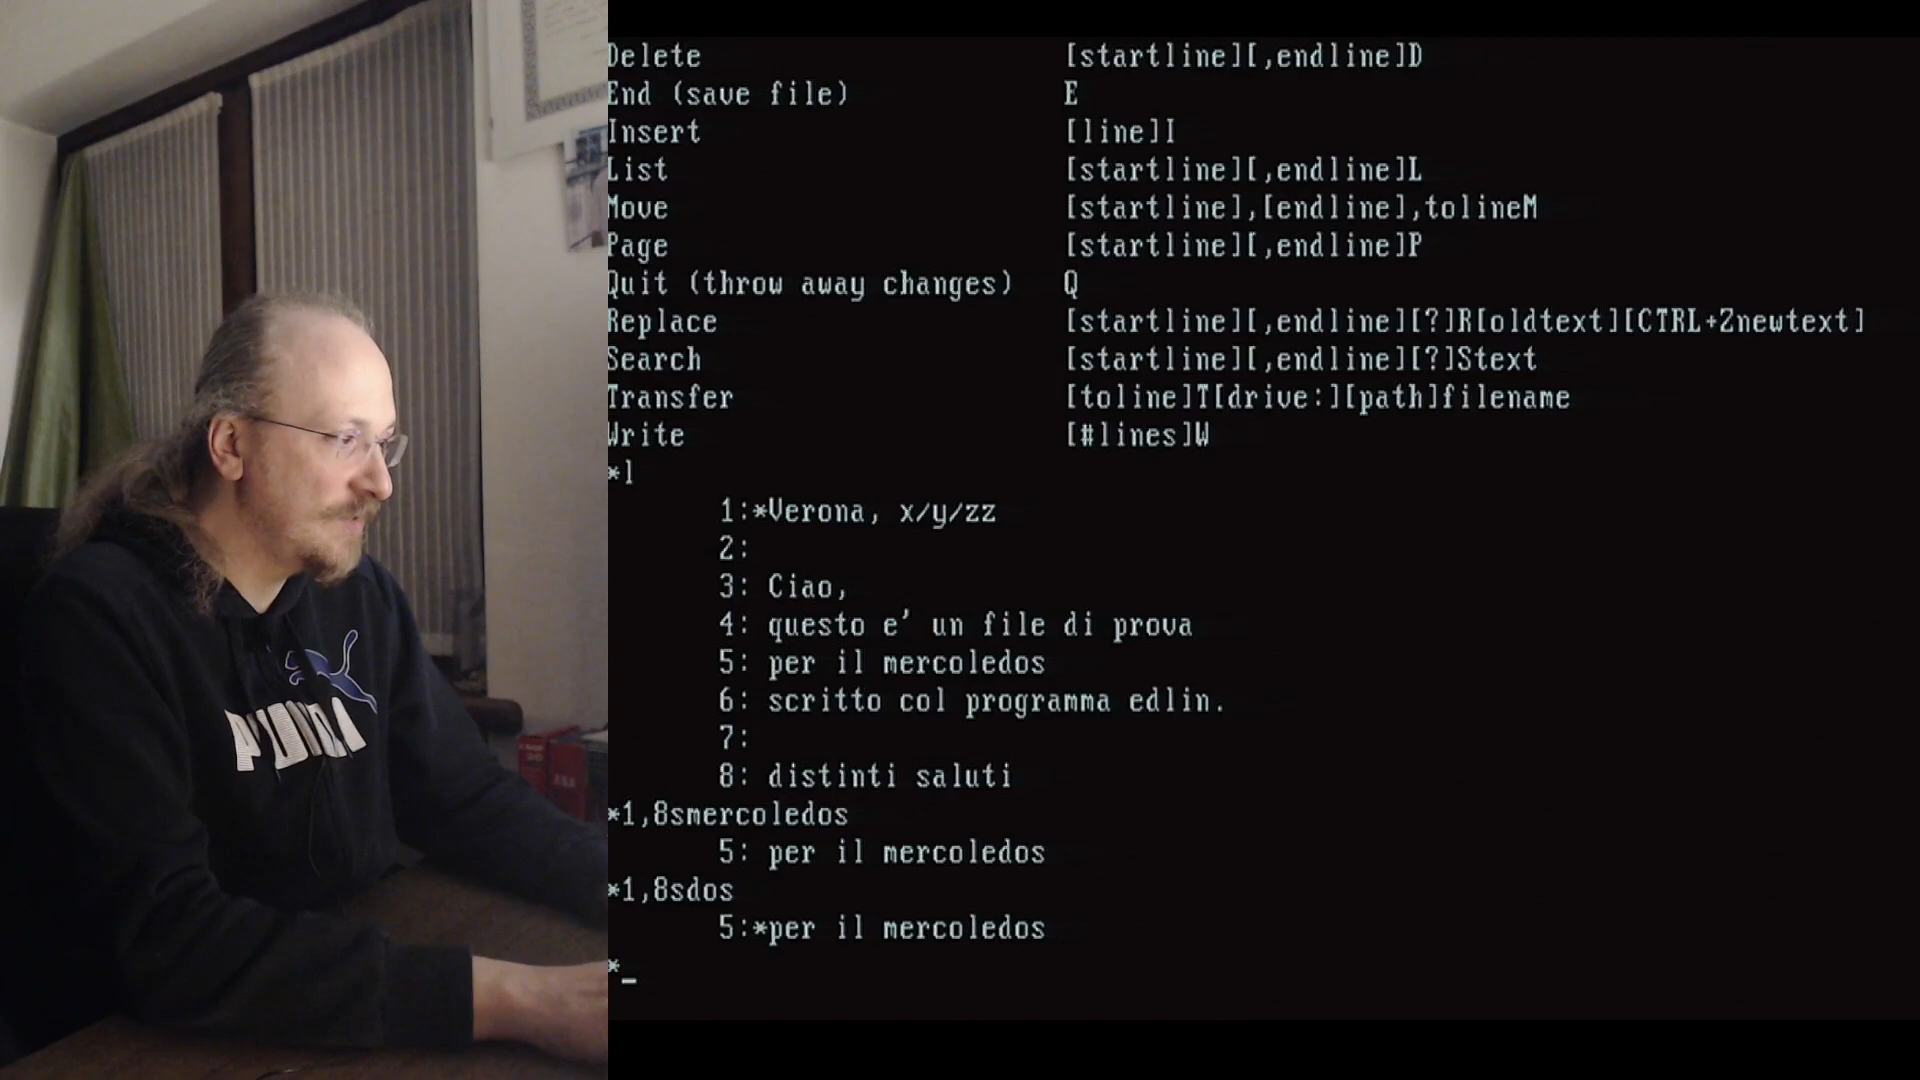 Delete [startline][,endline]D
End (save file) E
Insert [line]I
List [startline][,endline]L
Move [startline],[endline],tolineM
Page [startline][,endline]P
Quit (throw away changes) Q
Replace [startline][,endline][?]R[oldtext][CTRL+Znewtext]
Search [startline][,endline][?]Stext
Transfer [toline]T[drive:][path]filename
Write [#lines]W
*l
1:*Verona, x/y/zz
2:
3: Ciao,
4: questo e' un file di prova
5: per il mercoledos
6: scritto col programma edlin.
7:
8: distinti saluti
*1,8smercoledos
5: per il mercoledos
*1,8sdos
5:*per il mercoledos
*_